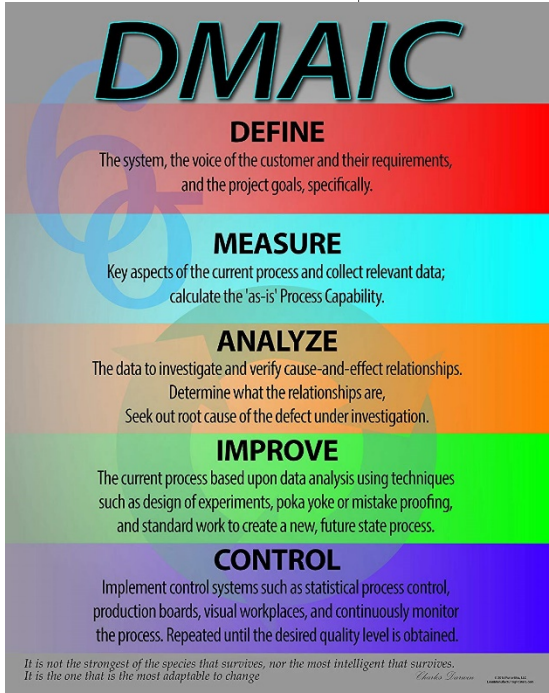 DMAIC
DEFINE
The system, the voice of the customer and their requirements,
and the project goals, specifically.
MEASURE
Key aspects of the current process and collect relevant data;
calculate the 'as-is' Process Capability.
ANALYZE
The data to investigate and verify cause-and-effect relationships.
Determine what the relationships are,
Seek out root cause of the defect under investigation.
IMPROVE
The current process based upon data analysis using techniques
such as design of experiments, poka yoke or mistake proofing,
and standard work to create a new, future state process.
CONTROL
Implement control systems such as statistical process control,
production boards, visual workplaces, and continuously monitor
the process. Repeated until the desired quality level is obtained.
It is not the strongest of the species that survives, nor the most intelligent that survives.
It is the one that is the most adaptable to change
Charles Darwin